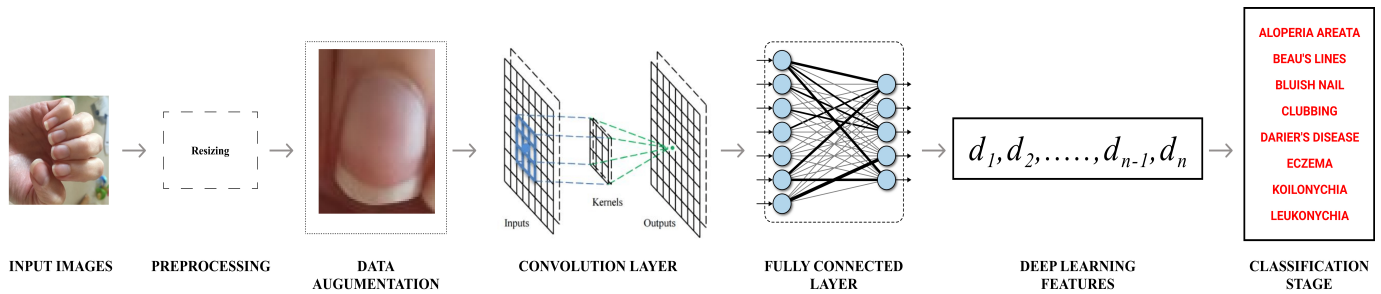 Resizing
Inputs
Kernels
Outputs
d1,d2,.....,dn-1,dn
ALOPERIA AREATA
BEAU'S LINES
BLUISH NAIL
CLUBBING
DARIER'S DISEASE
ECZEMA
KOILONYCHIA
LEUKONYCHIA
INPUT IMAGES
PREPROCESSING
DATA
AUGUMENTATION
CONVOLUTION LAYER
FULLY CONNECTED
LAYER
DEEP LEARNING
FEATURES
CLASSIFICATION
STAGE